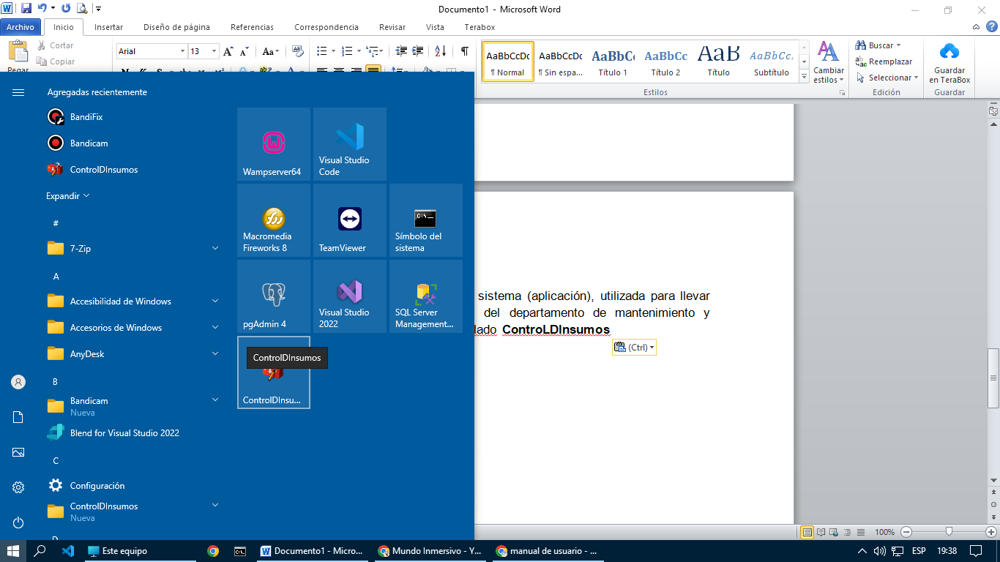 Documento1 - Microsoft Word
Archivo Inicio Insertar Diseño de página Referencias Correspondencia Revisar Vista Terabox
Pegar
Cortar
Copiar
Arial 13
AaBbCcDc AaBbCcDc AaBbC AaBbCc AaB AaBbCc.
¶ Normal ¶ Sin espa... Título 1 Título 2 Título Subtítulo
Cambiar estilos
Estilos
Buscar
Reemplazar
Seleccionar
Edición
Guardar
en TeraBox
Guardar
Agregadas recientemente
BandiFix
Bandicam
ControlDInsumos
Expandir
#
7-Zip
A
Accesibilidad de Windows
Accesorios de Windows
AnyDesk
B
Bandicam
Nueva
Blend for Visual Studio 2022
C
Configuración
ControlDInsumos
Nueva
D
Wampserver64
Visual Studio
Code
Macromedia
Fireworks 8
TeamViewer
Símbolo del
sistema
pgAdmin 4
Visual Studio
2022
SQL Server
Management...
ControlDInsumos
ControlDInsu...
sistema (aplicación), utilizada para llevar
del departamento de mantenimiento y
lado ControLDInsumos
(Ctrl)
100%
Este equipo
Documento1 - Micro...
Mundo Inmersivo - Y...
manual de usuario - ...
ESP
19:38